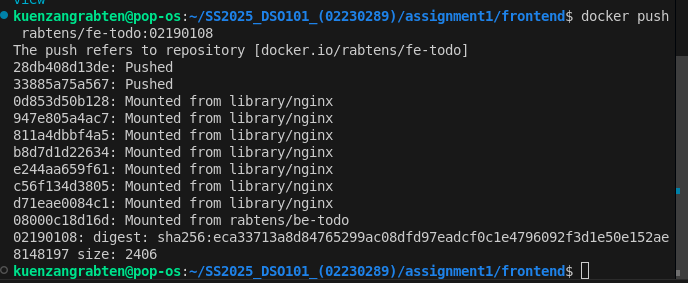 View
kuenzangrabten@pop-os:~/SS2025_DSO101_(02230289)/assignment1/frontend$ docker push
rabtens/fe-todo:02190108
The push refers to repository [docker.io/rabtens/fe-todo]
28db408d13de: Pushed
33885a75a567: Pushed
0d853d50b128: Mounted from library/nginx
947e805a4ac7: Mounted from library/nginx
811a4dbbf4a5: Mounted from library/nginx
b8d7d1d22634: Mounted from library/nginx
e244aa659f61: Mounted from library/nginx
c56f134d3805: Mounted from library/nginx
d71eae0084c1: Mounted from library/nginx
08000c18d16d: Mounted from rabtens/be-todo
02190108: digest: sha256:eca33713a8d84765299ac08dfd97eadcf0c1e4796092f3d1e50e152ae
8148197 size: 2406
kuenzangrabten@pop-os:~/SS2025_DSO101_(02230289)/assignment1/frontend$